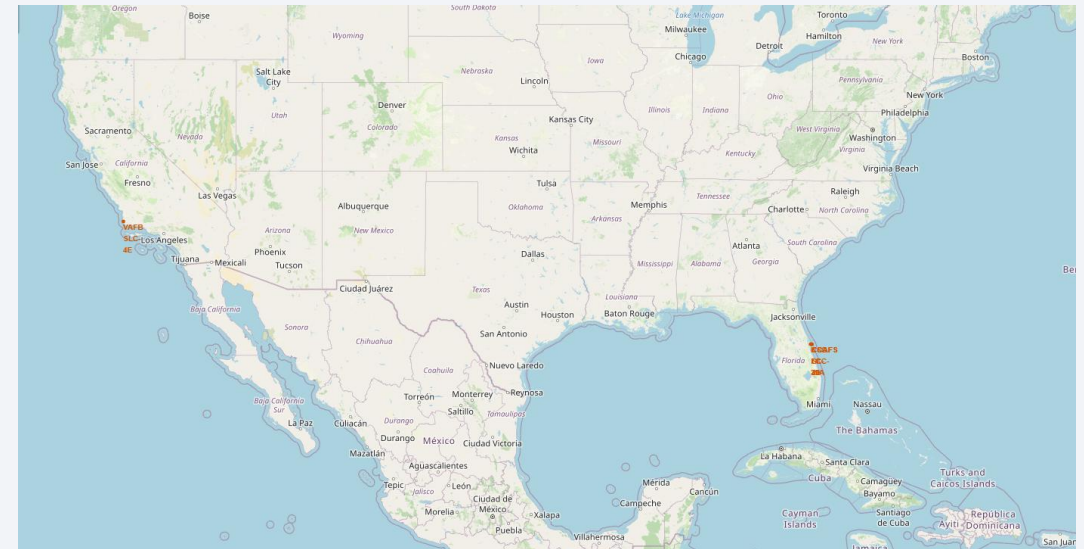 Oregon
Boise
South Dakota
Wyoming
Lake Michigan
Milwaukee
Toronto
Hamilton
New York
Detroit
Chicago
Boston
Iowa
Nebraska
Salt Lake
City
Lincoln
Pennsylvania
New York
Utah
Denver
Illinois
Indiana
Ohio
Philadelphia
Sacramento
Nevada
Colorado
Kansas City
West Virginia
Washington
Kansas
Missouri
Virginia
San Jose
California
Wichita
Kentucky
Virginia Beach
Fresno
Tulsa
Las Vegas
Raleigh
Albuquerque
Oklahoma
Memphis
Tennessee
Charlotte
North Carolina
VAFB
SLC-
4E
Los Angeles
Arizona
New Mexico
Arkansas
Atlanta
South Carolina
Phoenix
Tijuana
Mexicali
Tucson
Dallas
Mississippi
Alabama
Georgia
Ber
Ciudad Juárez
Texas
Louisiana
Baja California
Austin
Houston
Baton Rouge
Jacksonville
Sonora
San Antonio
Chihuahua
Florida
Coahuila
Nuevo Laredo
Baja California
Sur
Torreón
Monterrey
Reynosa
Saltillo
Tamaulipas
Miami
Nassau
La Paz
Culiacán
Durango
The Bahamas
Durango
México
Ciudad Victoria
Mazatlán
La Habana
Santa Clara
Aguascalientes
Cuba
Turks and
Caicos Islands
Tepic
Jalisco
León
Mérida
Cancún
Camagüey
Bayamo
Ciudad de
México
Campeche
Morelia
Xalapa
Cayman
Islands
Santiago
de Cuba
República
Dominicana
Ayiti
Puebla
Villahermosa
Jamaica
San Juan